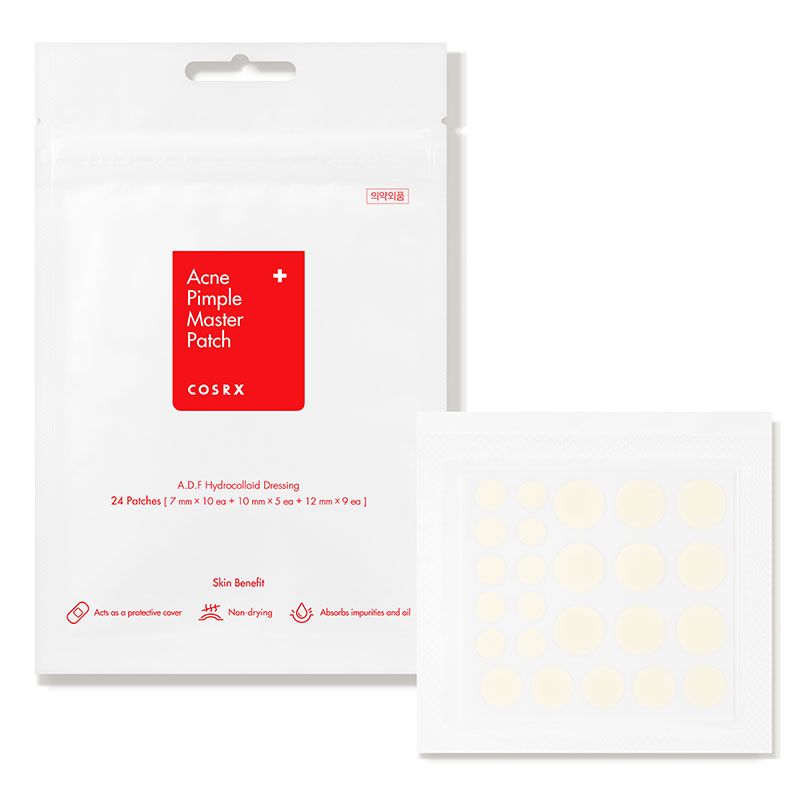 의약외품
Acne
Pimple
Master
Patch
COSRX
A.D.F Hydrocolloid Dressing
24 Patches [ 7 mm × 10 ea + 10 mm × 5 ea + 12 mm × 9 ea ]
Skin Benefit
Acts as a protective cover
Non-drying
Absorbs impurities and oil